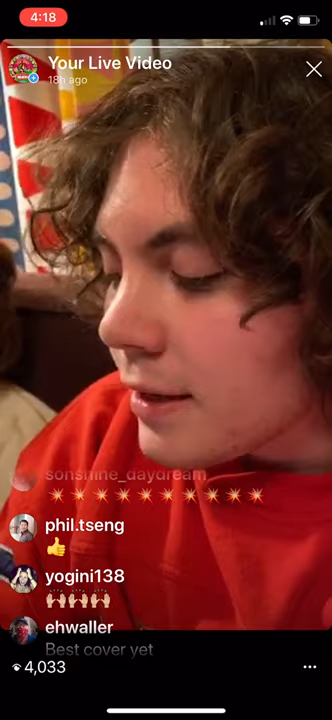 4:18
Your Live Video
18h ago
sonshine_daydream
💥💥💥💥💥💥💥💥💥💥
phil.tseng
👍
yogini138
🙌🏼🙌🏼🙌🏼
ehwaller
Best cover yet
4,033